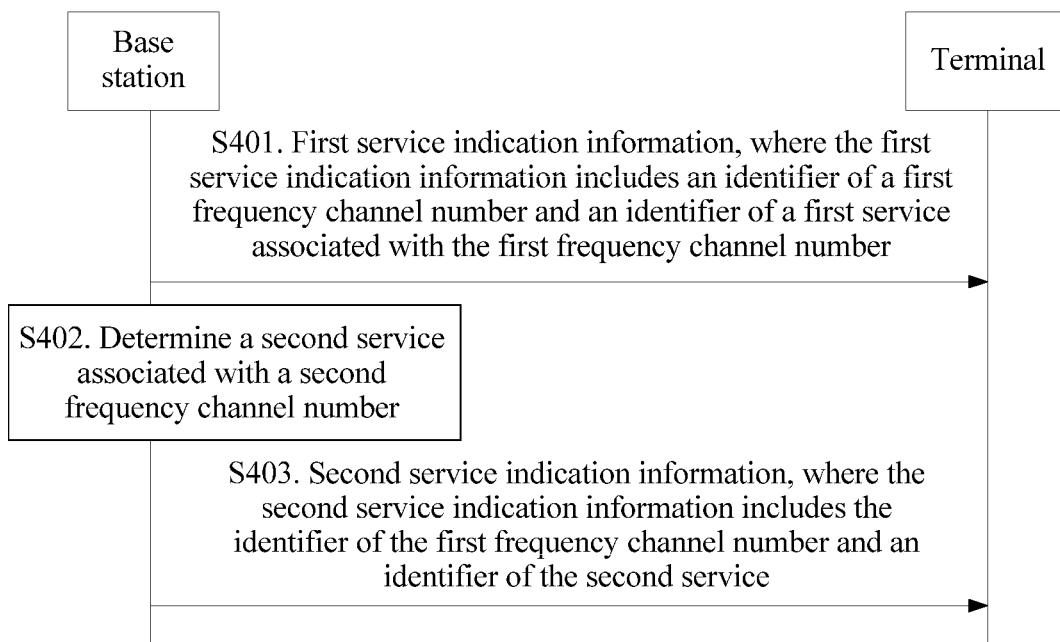 Base
station
Terminal
S401. First service indication information, where the first
service indication information includes an identifier of a first
frequency channel number and an identifier of a first service
associated with the first frequency channel number
S402. Determine a second service
associated with a second
frequency channel number
S403. Second service indication information, where the
second service indication information includes the
identifier of the first frequency channel number and an
identifier of the second service